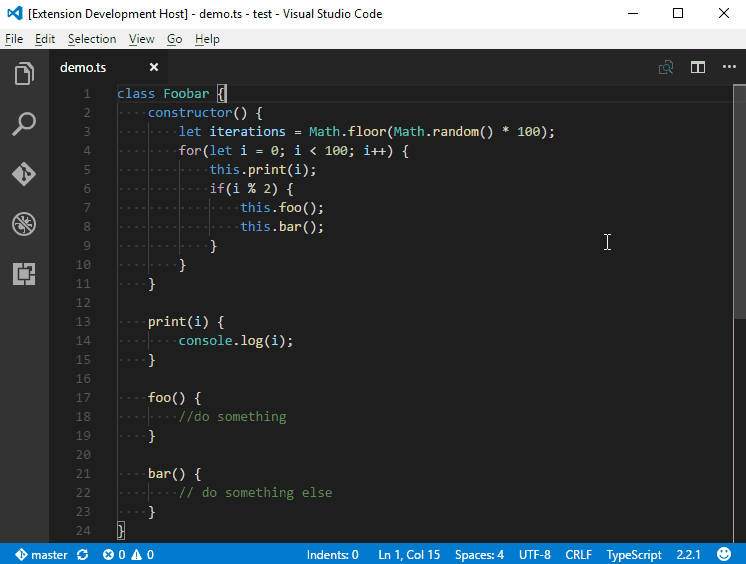 [Extension Development Host] - demo.ts - test - Visual Studio Code
File Edit Selection View Go Help
demo.ts
1 class Foobar {
2 ····constructor() {
3 ········let iterations = Math.floor(Math.random() * 100);
4 ········for(let i = 0; i < 100; i++) {
5 ············this.print(i);
6 ············if(i % 2) {
7 ················this.foo();
8 ················this.bar();
9 ············}
10 ········}
11 ····}
12
13 ····print(i) {
14 ········console.log(i);
15 ····}
16
17 ····foo() {
18 ········//do something
19 ····}
20
21 ····bar() {
22 ········// do something else
23 ····}
24 }
master 0 0 Indents: 0 Ln 1, Col 15 Spaces: 4 UTF-8 CRLF TypeScript 2.2.1